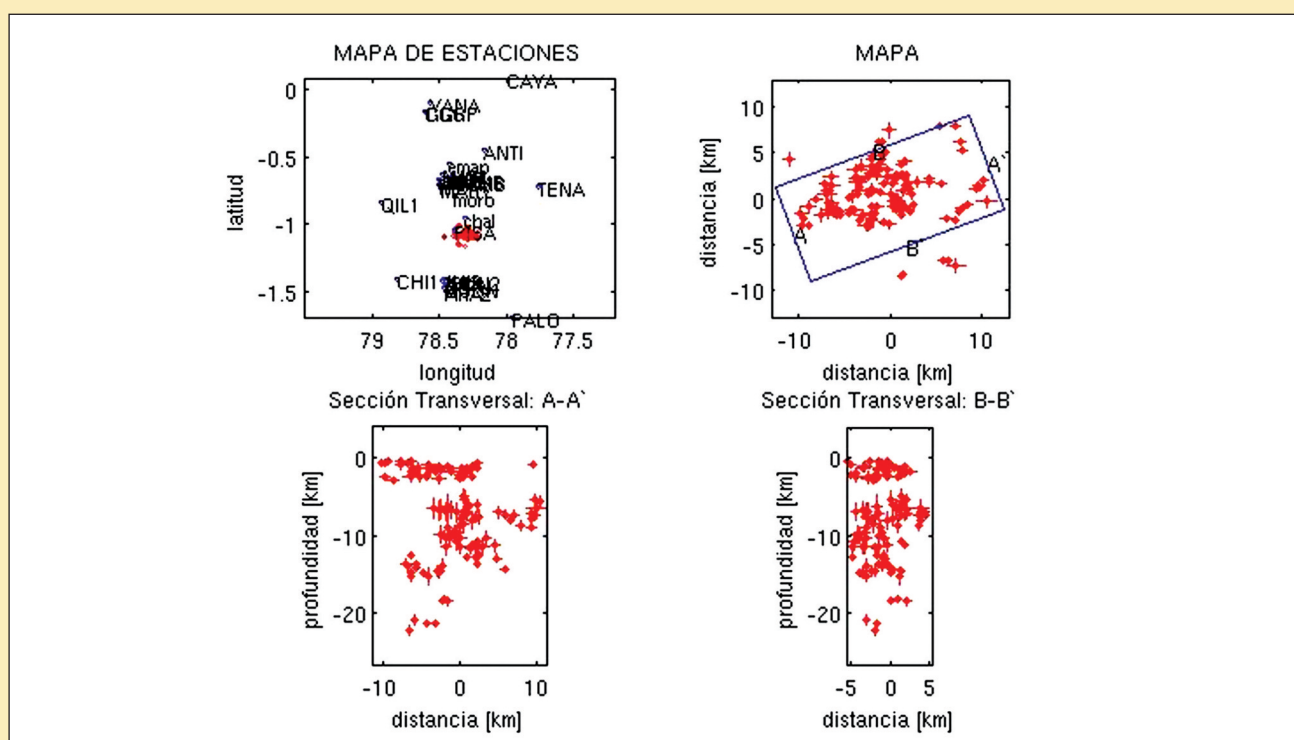 MAPA DE ESTACIONES
0
-0.5
-1
-1.5
latitud
CAYA
YANA
ANTI
TENA
QIL1
morb
CHI1
PALO
79
78.5
78
77.5
longitud
MAPA
10
5
0
-5
-10
distancia [km]
B
A`
A
B`
-10
0
10
distancia [km]
Sección Transversal: A-A`
0
-10
-20
profundidad [km]
-10
0
10
distancia [km]
Sección Transversal: B-B`
0
-10
-20
profundidad [km]
-5
0
5
distancia [km]